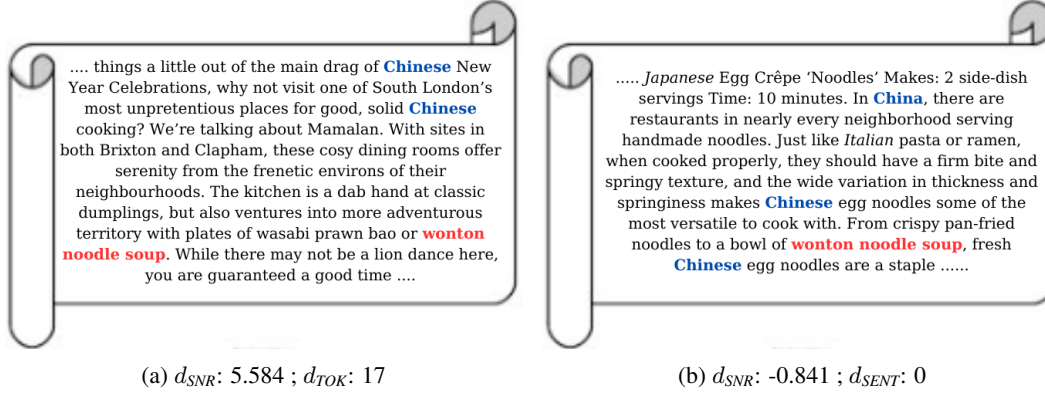 .... things a little out of the main drag of Chinese New
Year Celebrations, why not visit one of South London’s
most unpretentious places for good, solid Chinese
cooking? We’re talking about Mamalan. With sites in
both Brixton and Clapham, these cosy dining rooms offer
serenity from the frenetic environs of their
neighbourhoods. The kitchen is a dab hand at classic
dumplings, but also ventures into more adventurous
territory with plates of wasabi prawn bao or wonton
noodle soup. While there may not be a lion dance here,
you are guaranteed a good time ....
(a) dSNR: 5.584 ; dTOK: 17
..... Japanese Egg Crêpe ‘Noodles’ Makes: 2 side-dish
servings Time: 10 minutes. In China, there are
restaurants in nearly every neighborhood serving
handmade noodles. Just like Italian pasta or ramen,
when cooked properly, they should have a firm bite and
springy texture, and the wide variation in thickness and
springiness makes Chinese egg noodles some of the
most versatile to cook with. From crispy pan-fried
noodles to a bowl of wonton noodle soup, fresh
Chinese egg noodles are a staple ......
(b) dSNR: -0.841 ; dSENT: 0